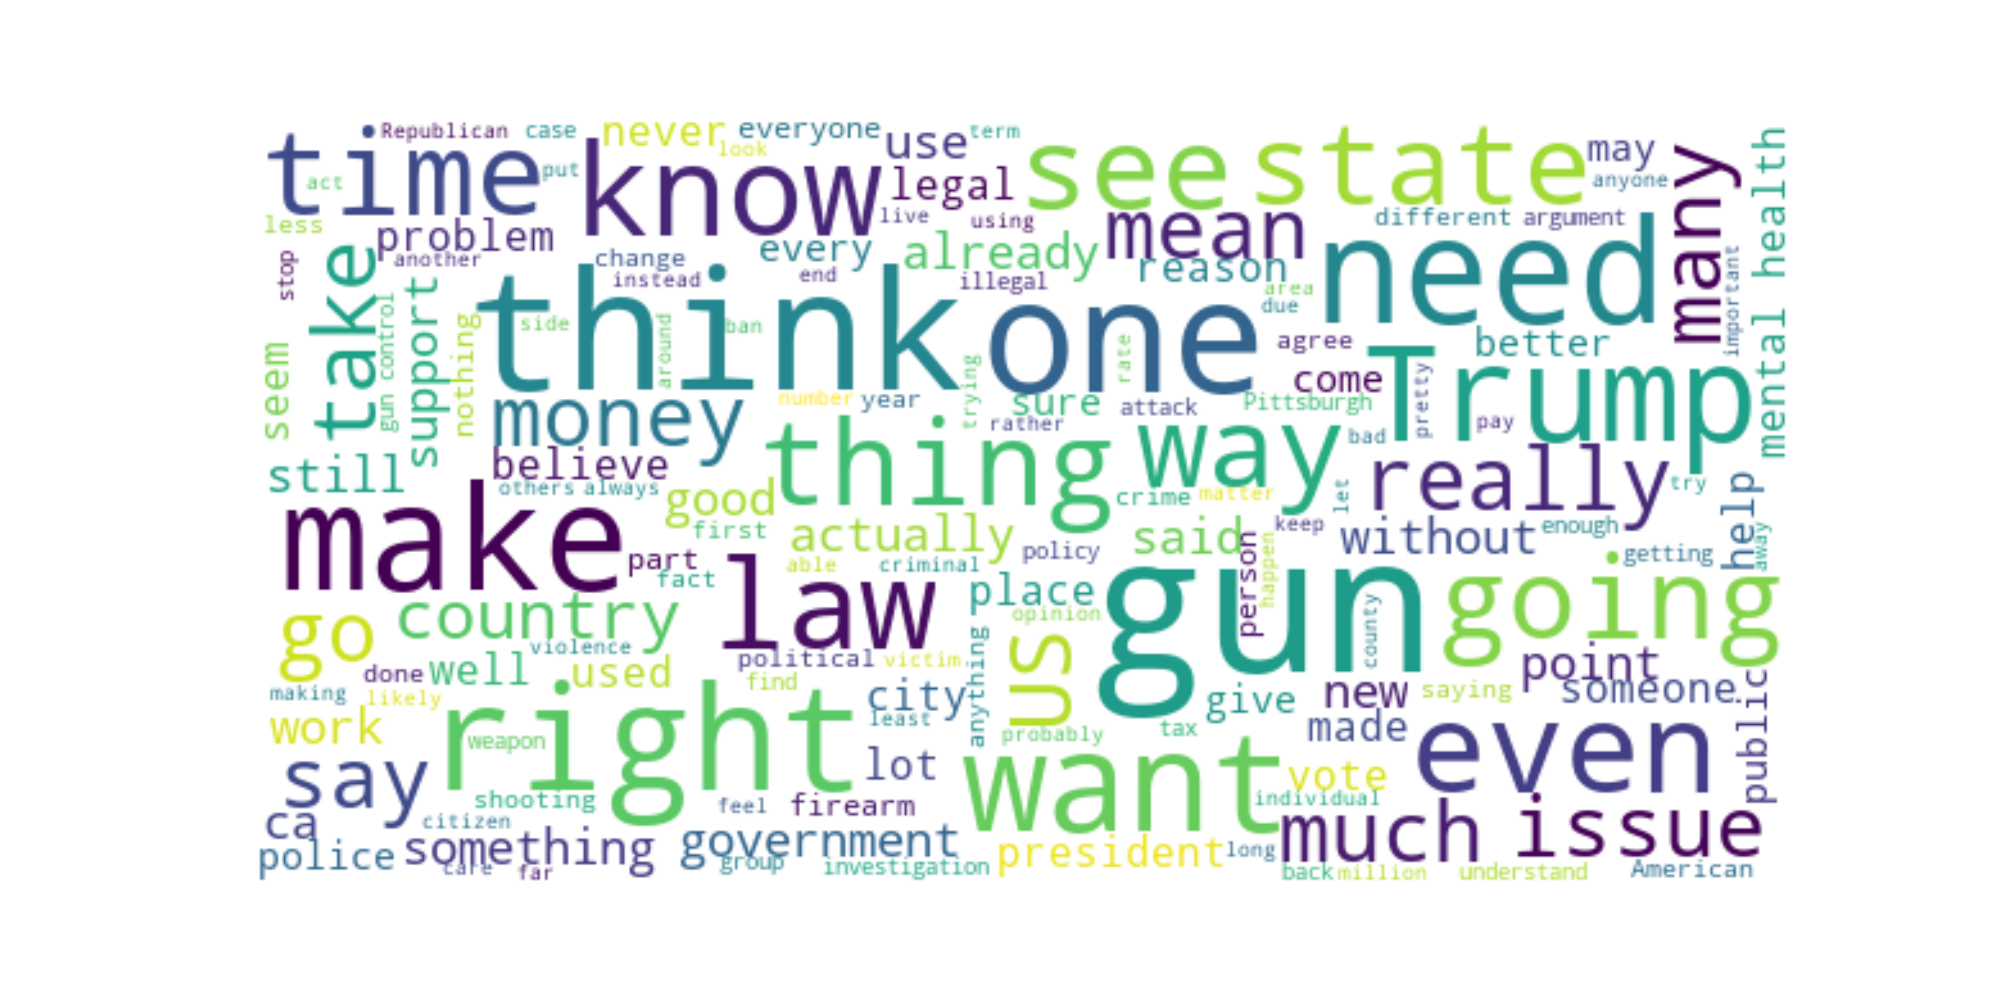 Republican
case
never
everyone
term
time
act
put
know
look
use
legal
see
state
may
anyone
many
mental health
less
problem
another
stop
take
gun control
support
nothing
seem
change
instead
every
end
live
using
already
illegal
mean
reason
area
due
different
argument
need
important
think
side
around
ban
one
trying
rate
agree
better
Trump
come
pretty
pay
money
number
year
rather
sure
attack
Pittsburgh
bad
thing
way
really
try
still
believe
others
always
good
first
crime
matter
let
help
make
part
fact
actually
able
criminal
policy
said
keep
person
happen
without
enough
getting
away
law
place
opinion
gun
going
county
go
country
violence
done
well
used
political
victim
find
city
least
anything
us
probably
give
tax
new
saying
point
someone
public
making
likely
work
right
weapon
lot
want
made
vote
individual
even
say
shooting
feel
firearm
ca
citizen
police
something
care
far
government
group
investigation
president
long
much
issue
back
million
understand
American